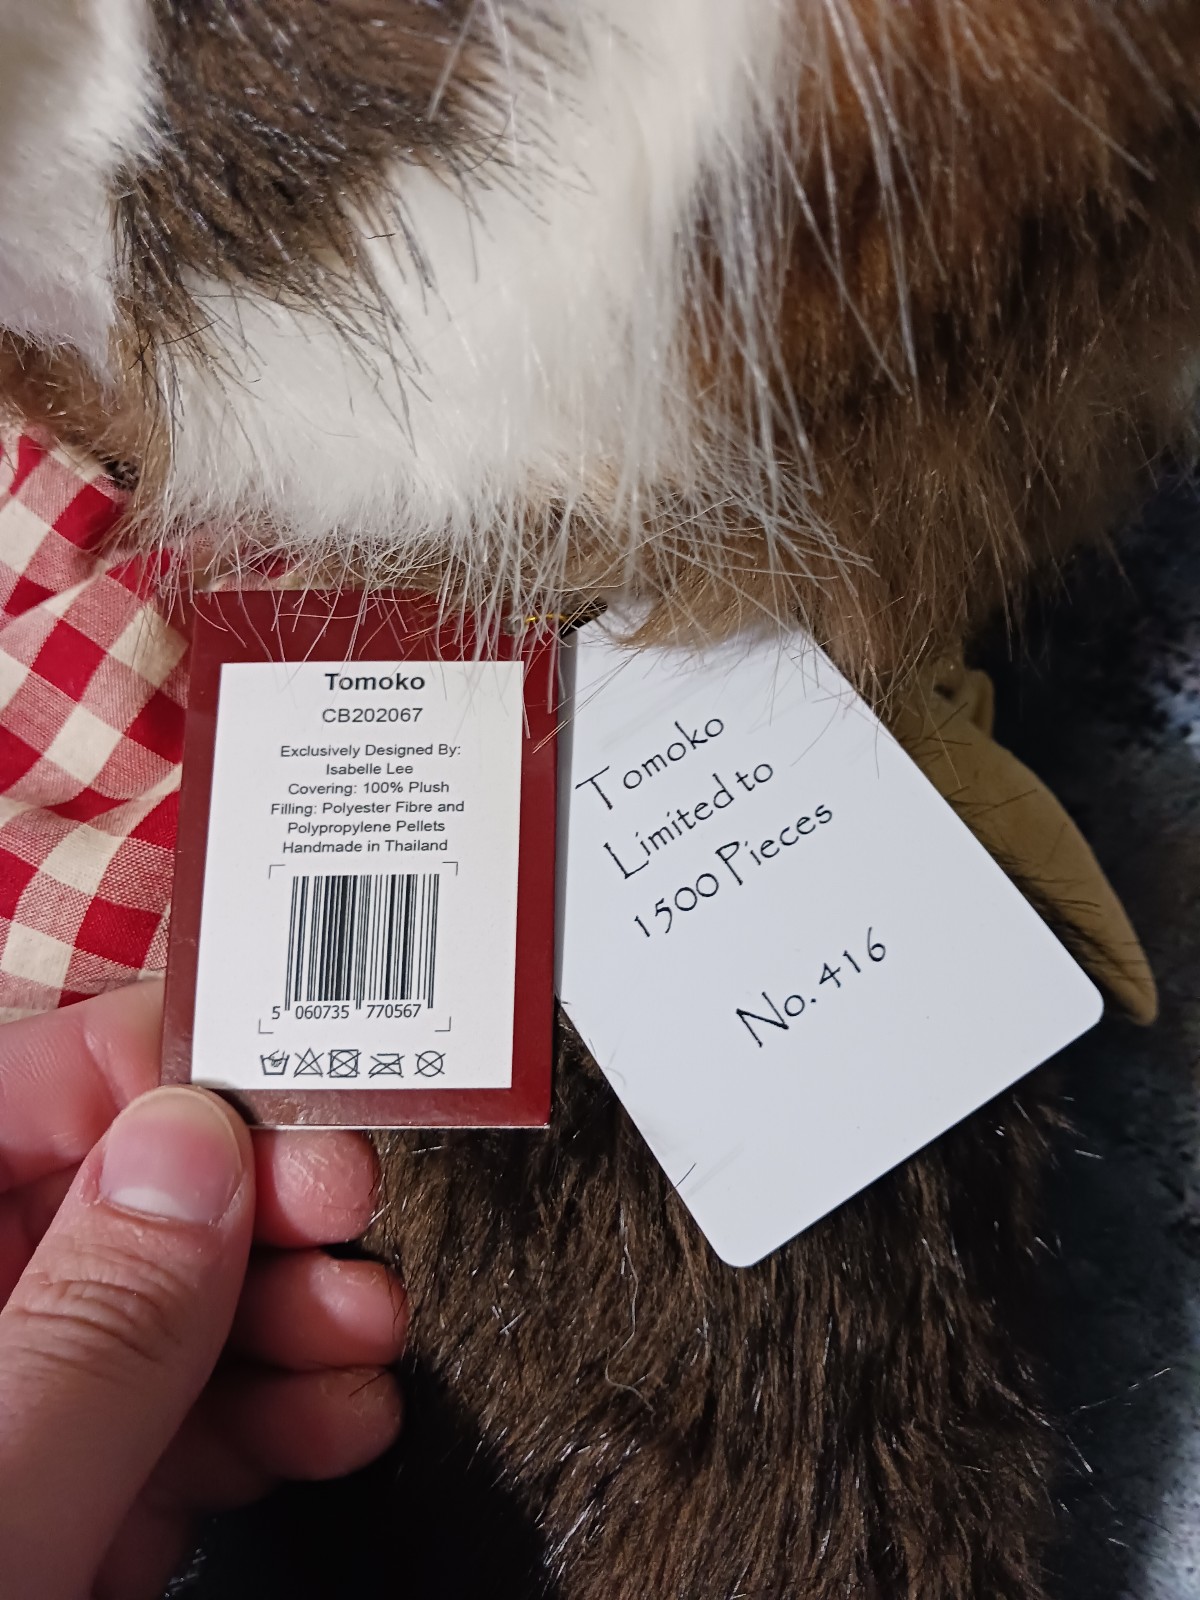 Tomoko
CB202067
Exclusively Designed By:
Isabelle Lee
Covering: 100% Plush
Filling: Polyester Fibre and
Polypropylene Pellets
Handmade in Thailand
5 060735 770567
Tomoko
Limited to
1500 Pieces
No. 416